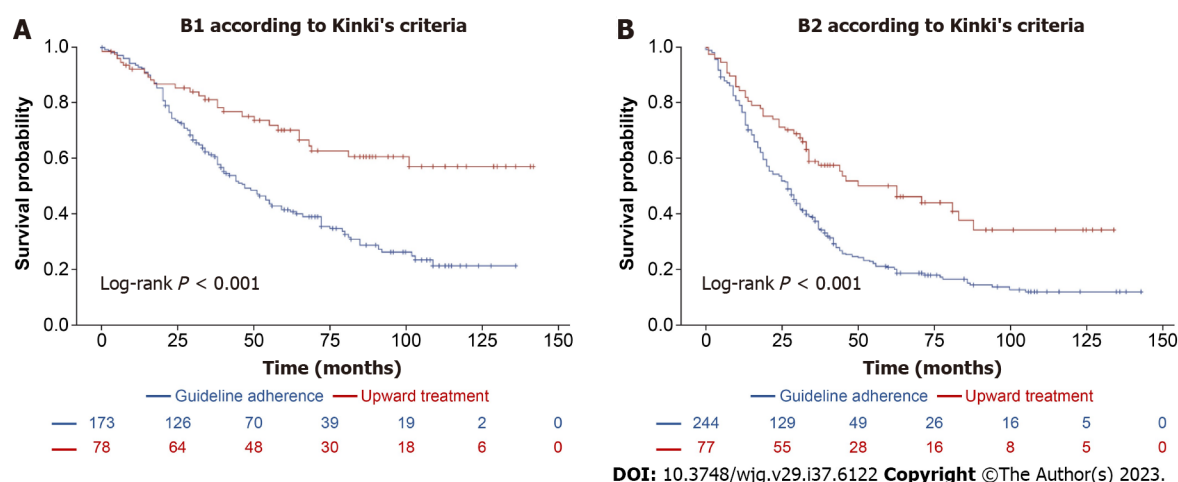 A
B1 according to Kinki's criteria
Survival probability
1.0
0.8
0.6
0.4
0.2
0.0
Log-rank P < 0.001
0 25 50 75 100 125 150
Time (months)
Guideline adherence Upward treatment
173 126 70 39 19 2 0
78 64 48 30 18 6 0
B
B2 according to Kinki's criteria
Survival probability
1.0
0.8
0.6
0.4
0.2
0.0
Log-rank P < 0.001
0 25 50 75 100 125 150
Time (months)
Guideline adherence Upward treatment
244 129 49 26 16 5 0
77 55 28 16 8 5 0
DOI: 10.3748/wjg.v29.i37.6122 Copyright ©The Author(s) 2023.